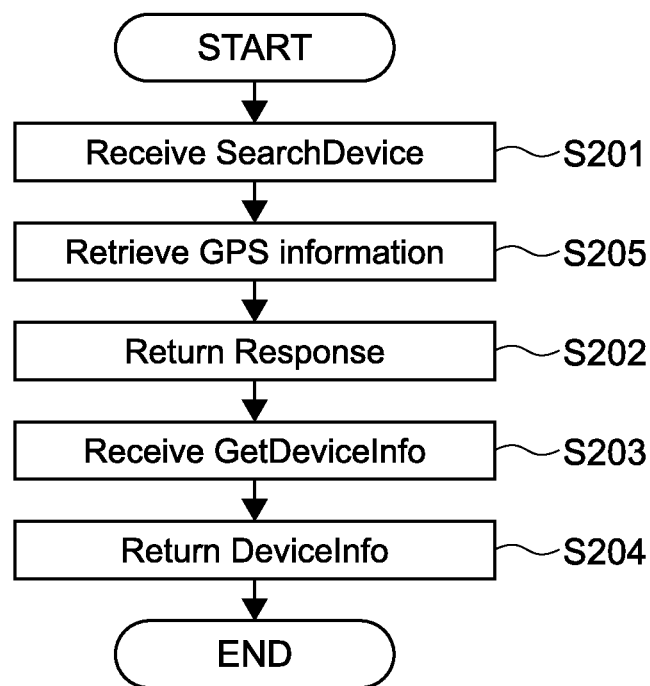 START
Receive SearchDevice S201
Retrieve GPS information S205
Return Response S202
Receive GetDeviceInfo S203
Return DeviceInfo S204
END